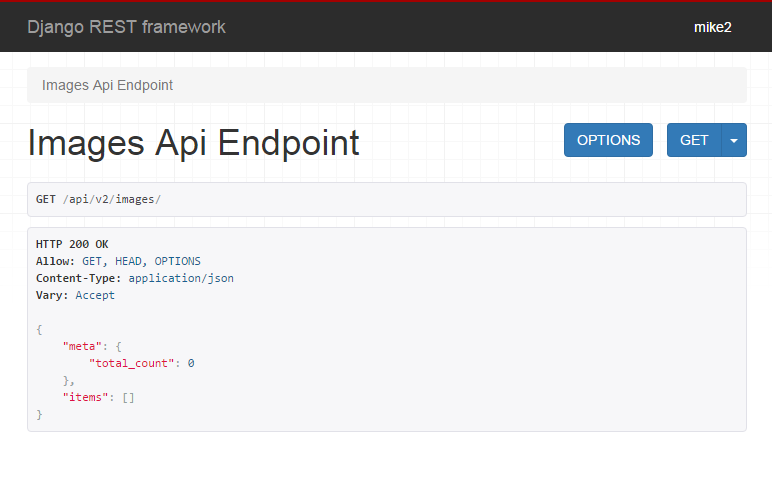 Django REST framework
mike2
Images Api Endpoint
Images Api Endpoint
OPTIONS
GET
GET /api/v2/images/
HTTP 200 OK
Allow: GET, HEAD, OPTIONS
Content-Type: application/json
Vary: Accept
{
    "meta": {
        "total_count": 0
    },
    "items": []
}